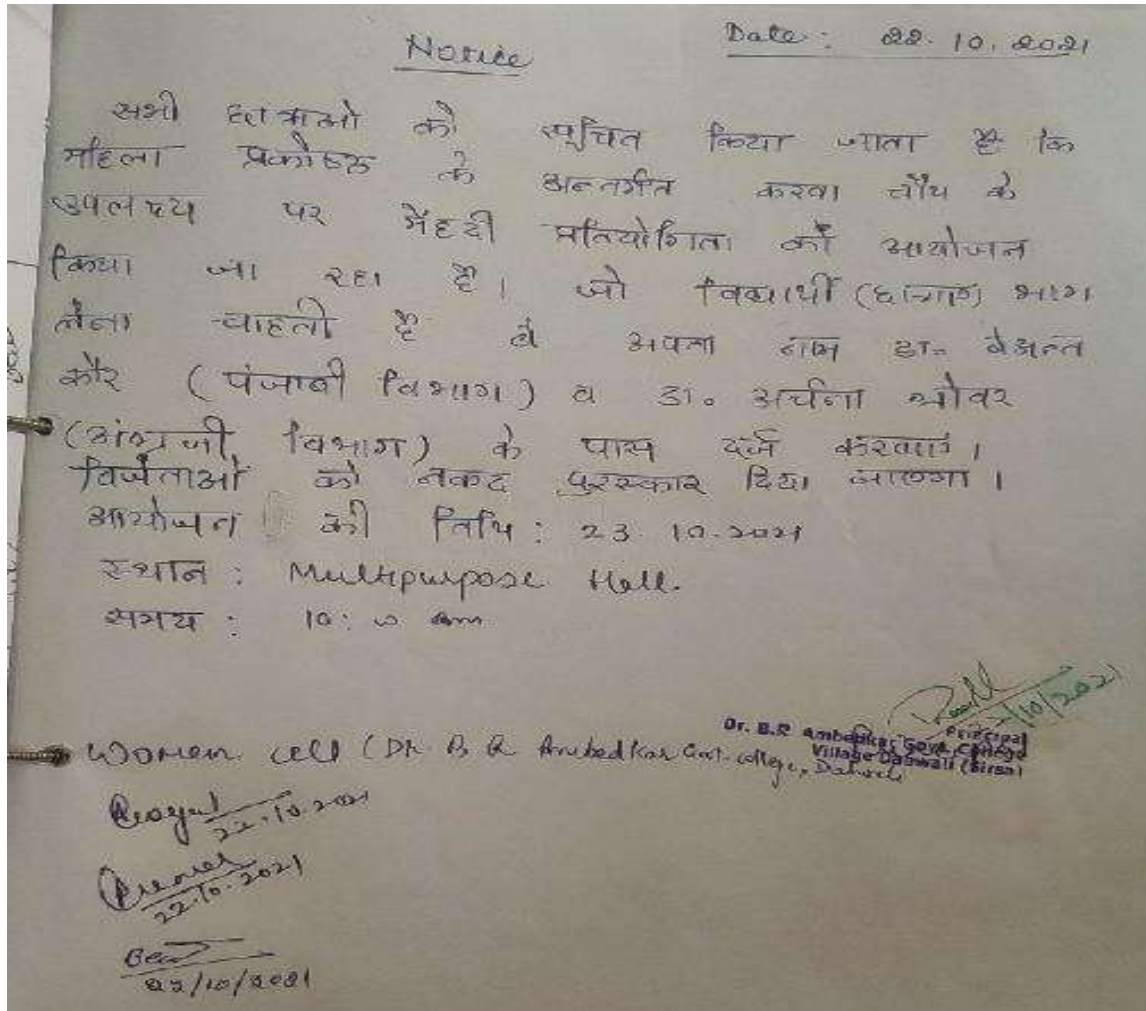 Notice
Date : 22.10.2021
सभी छात्राओ को सूचित किया जाता है कि
महिला प्रकोष्ठ के अन्तर्गत करवा चौथ के
उपलक्ष्य पर मेंहदी प्रतियोगिता का आयोजन
किया जा रहा है। जो विद्यार्थी (छात्राएं) भाग
लेना चाहती है वे अपना नाम डा० बेअन्त
कौर (पंजाबी विभाग) व डा० अर्चना
(अंग्रेजी विभाग) के पास दर्ज करवाएं।
विजेताओं को नकद पुरस्कार दिया जाएगा।
आयोजन की तिथि : 23.10.2021
स्थान : Multipurpose Hall.
समय : 10:00 am
Principal
Dr. B.R Ambedkar Govt. College
Village Dabwali (Sirsa)
Women cell (Dr. B R Ambedkar Govt. college, Dabwali
22.10.2021
22.10.2021
22/10/2021